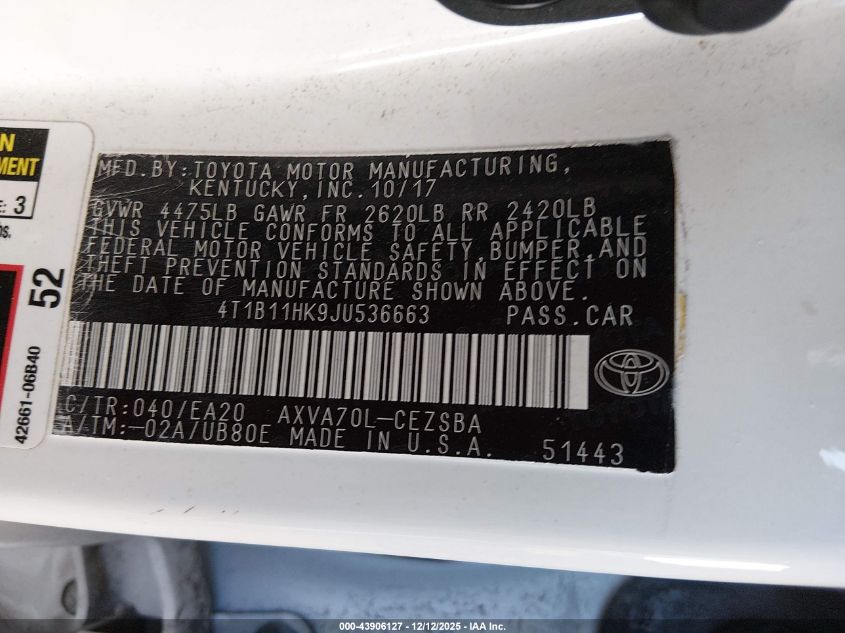 N
MENT
E: 3
os.
52
42661-06B40
MFD.BY:TOYOTA MOTOR MANUFACTURING,
KENTUCKY,INC.10/17
GVWR 4475LB GAWR FR 2620LB RR 2420LB
THIS VEHICLE CONFORMS TO ALL APPLICABLE
FEDERAL MOTOR VEHICLE SAFETY,BUMPER,AND
THEFT PREVENTION STANDARDS IN EFFECT ON
THE DATE OF MANUFACTURE SHOWN ABOVE.
4T1B11HK9JU536663 PASS.CAR
C/TR:040/EA20 AXVA70L-CEZSBA
A/TM:-02A/UB80E MADE IN U.S.A. 51443
000-43906127 - 12/12/2025 - IAA Inc.